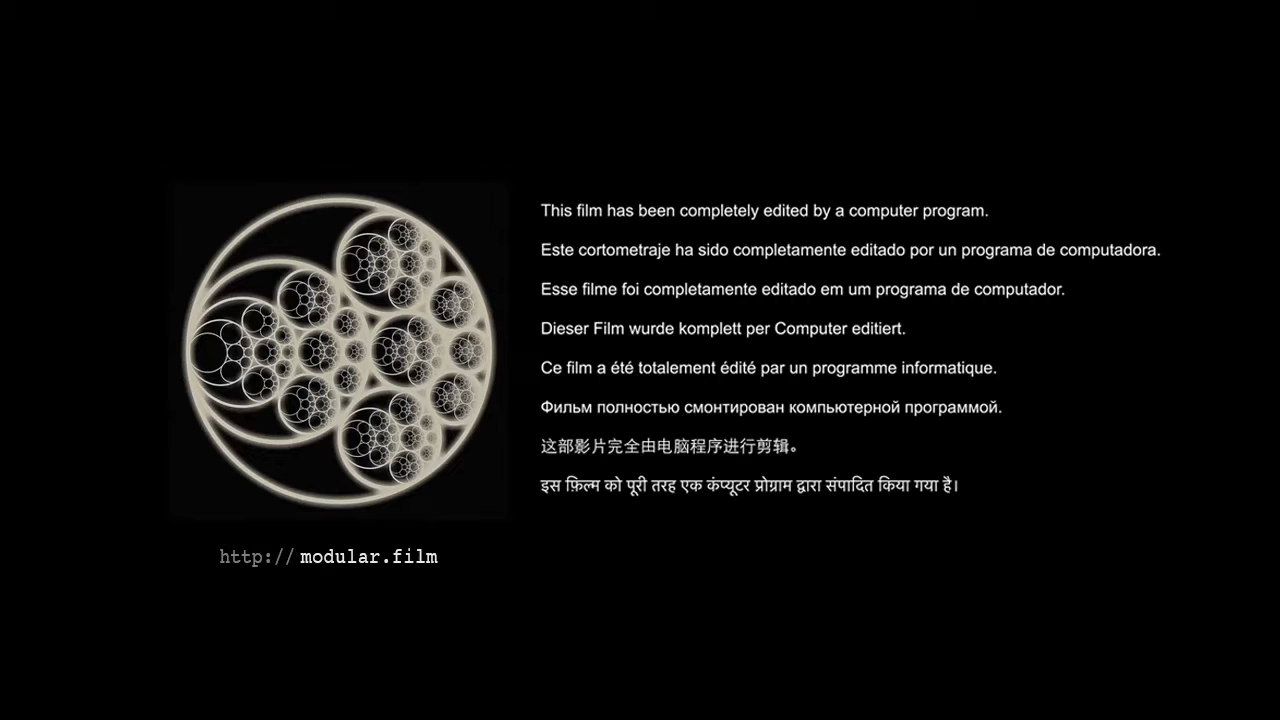 This film has been completely edited by a computer program.
Este cortometraje ha sido completamente editado por un programa de computadora.
Esse filme foi completamente editado em um programa de computador.
Dieser Film wurde komplett per Computer editiert.
Ce film a été totalement édité par un programme informatique.
Фильм полностью смонтирован компьютерной программой.
这部影片完全由电脑程序进行剪辑。
इस फ़िल्म को पूरी तरह एक कंप्यूटर प्रोग्राम द्वारा संपादित किया गया है।
http:// modular.film